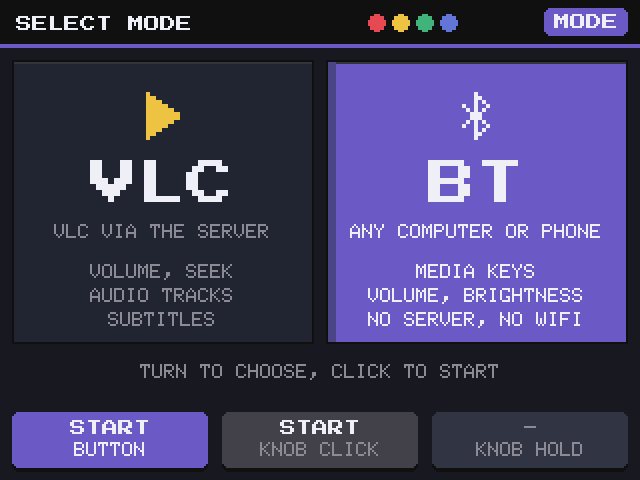 SELECT MODE
MODE
VLC
VLC VIA THE SERVER
VOLUME, SEEK
AUDIO TRACKS
SUBTITLES
BT
ANY COMPUTER OR PHONE
MEDIA KEYS
VOLUME, BRIGHTNESS
NO SERVER, NO WIFI
TURN TO CHOOSE, CLICK TO START
START
BUTTON
START
KNOB CLICK
—
KNOB HOLD